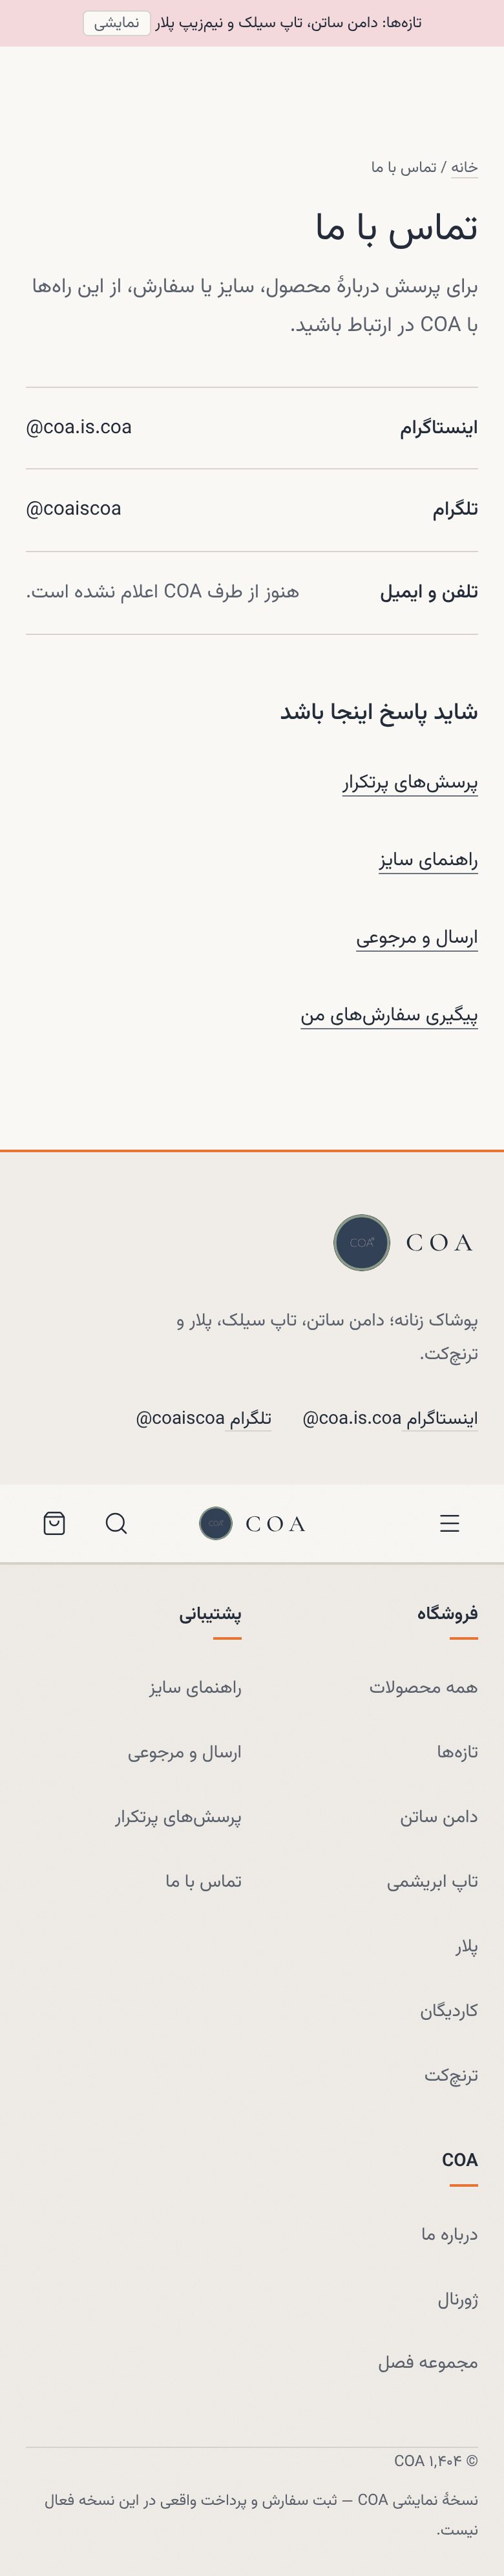 تازه‌ها: دامن ساتن، تاپ سیلک و نیم‌زیپ پلار نمایشی
خانه / تماس با ما
تماس با ما
برای پرسش دربارهٔ محصول، سایز یا سفارش، از این راه‌ها
با COA در ارتباط باشید.
اینستاگرام @coa.is.coa
تلگرام @coaiscoa
تلفن و ایمیل هنوز از طرف COA اعلام نشده است.
شاید پاسخ اینجا باشد
پرسش‌های پرتکرار
راهنمای سایز
ارسال و مرجوعی
پیگیری سفارش‌های من
COA COA
پوشاک زنانه؛ دامن ساتن، تاپ سیلک، پلار و
ترنچ‌کت.
اینستاگرام @coa.is.coa تلگرام @coaiscoa
COA COA
فروشگاه
همه محصولات
تازه‌ها
دامن ساتن
تاپ ابریشمی
پلار
کاردیگان
ترنچ‌کت
پشتیبانی
راهنمای سایز
ارسال و مرجوعی
پرسش‌های پرتکرار
تماس با ما
COA
درباره ما
ژورنال
مجموعه فصل
© ۱,۴۰۴ COA
نسخهٔ نمایشی COA — ثبت سفارش و پرداخت واقعی در این نسخه فعال
نیست.